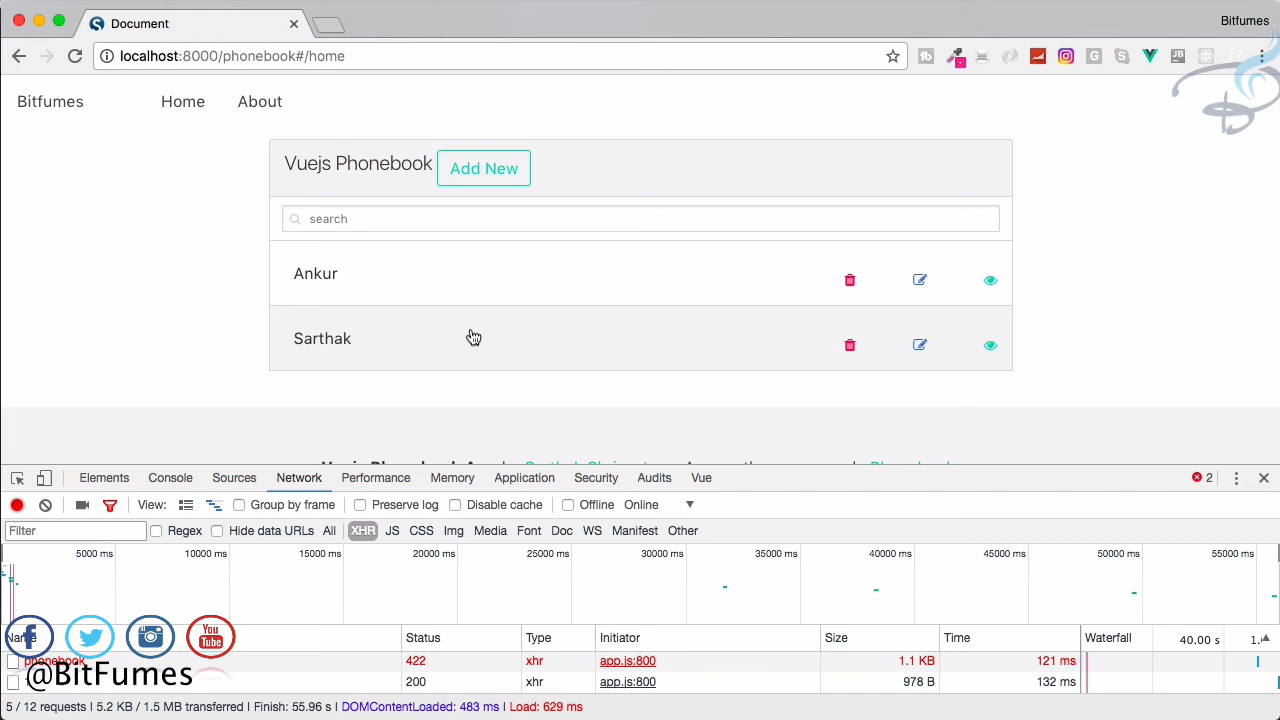 Document
Bitfumes
localhost:8000/phonebook#/home
Bitfumes Home About
Vuejs Phonebook Add New
search
Ankur
Sarthak
Elements Console Sources Network Performance Memory Application Security Audits Vue 2
View: Group by frame Preserve log Disable cache Offline Online
Filter Regex Hide data URLs All XHR JS CSS Img Media Font Doc WS Manifest Other
5000 ms 10000 ms 15000 ms 20000 ms 25000 ms 30000 ms 35000 ms 40000 ms 45000 ms 50000 ms 55000 ms
Name Status Type Initiator Size Time Waterfall 40.00 s
You Tube
phonebook 422 xhr app.js:800 1.1 KB 121 ms
@BitFumes
200 xhr app.js:800 978 B 132 ms
5 / 12 requests | 5.2 KB / 1.5 MB transferred | Finish: 55.96 s | DOMContentLoaded: 483 ms | Load: 629 ms